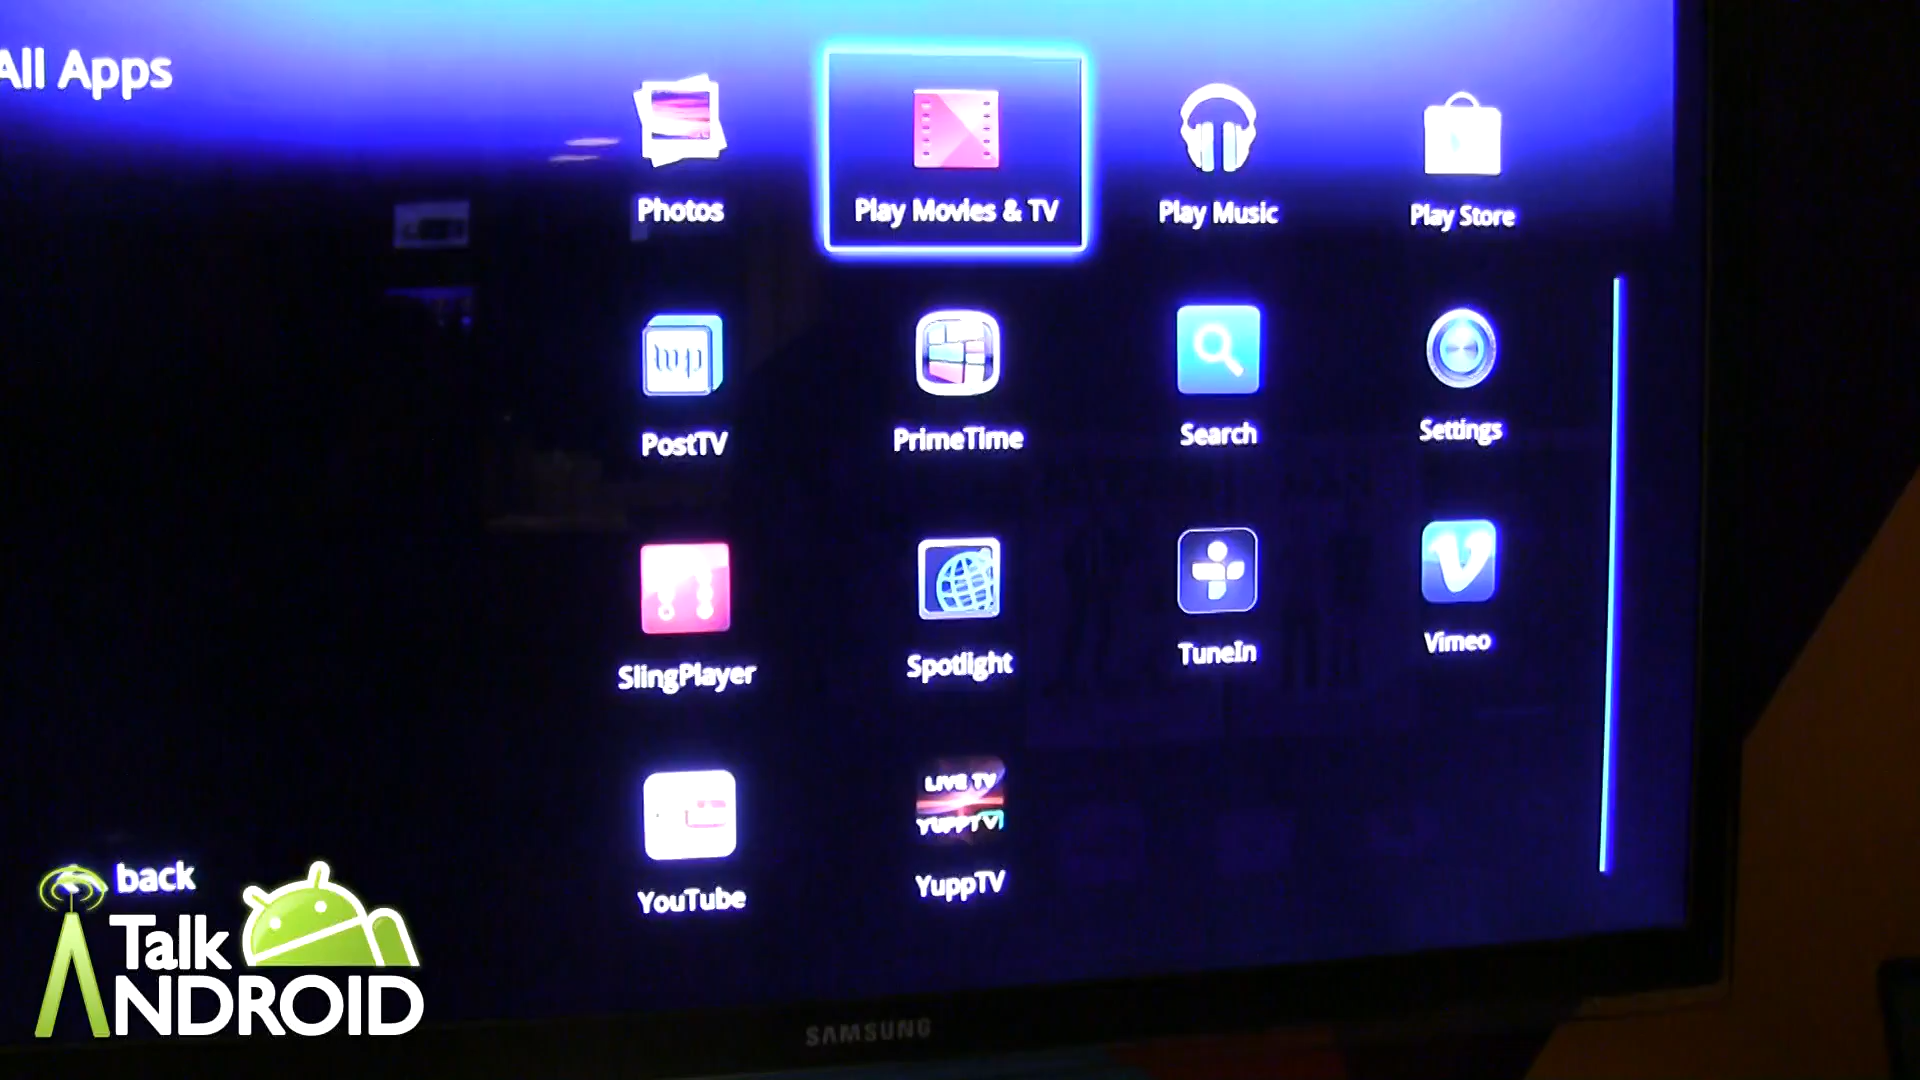 All Apps
Photos
Play Movies & TV
Play Music
Play Store
wp
PostTV
PrimeTime
Search
Settings
SlingPlayer
Spotlight
TuneIn
Vimeo
LIVE TV
YUPPTV
YouTube
YuppTV
back
Talk
ANDROID
SAMSUNG